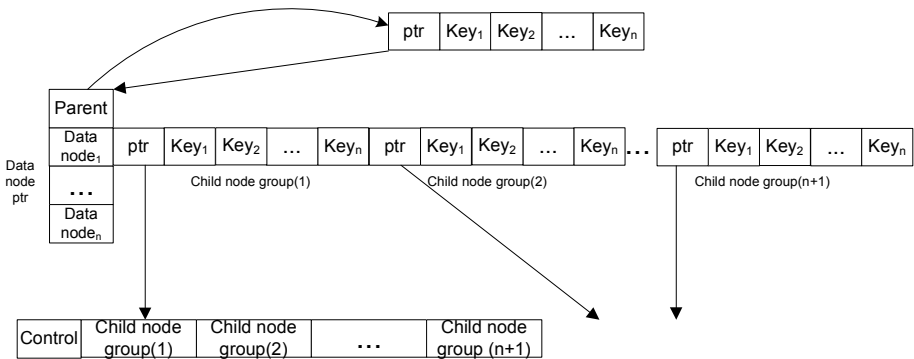 ptr Key₁ Key₂ ... Keyₙ
Parent
Data node ptr
Data node₁ ptr Key₁ Key₂ ... Keyₙ ptr Key₁ Key₂ ... Keyₙ ... ptr Key₁ Key₂ ... Keyₙ
Child node group(1) Child node group(2) Child node group(n+1)
...
Data nodeₙ
Control Child node group(1) Child node group(2) ... Child node group (n+1)